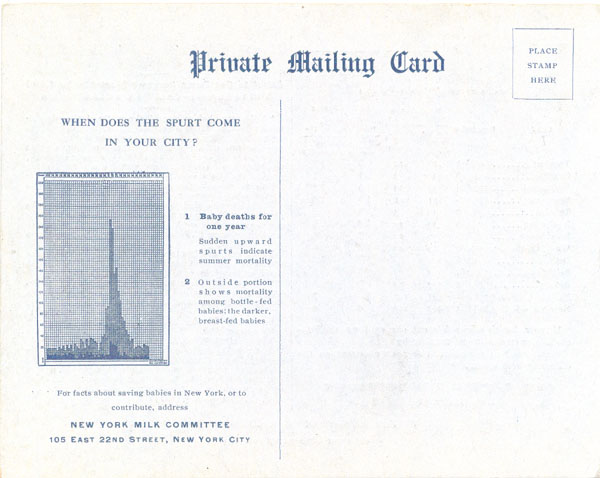 Private Mailing Card
PLACE
STAMP
HERE
WHEN DOES THE SPURT COME
IN YOUR CITY?
1 Baby deaths for
one year
Sudden upward
spurts indicate
summer mortality
2 Outside portion
shows mortality
among bottle-fed
babies: the darker,
breast-fed babies
For facts about saving babies in New York, or to
contribute, address
NEW YORK MILK COMMITTEE
105 EAST 22ND STREET, NEW YORK CITY